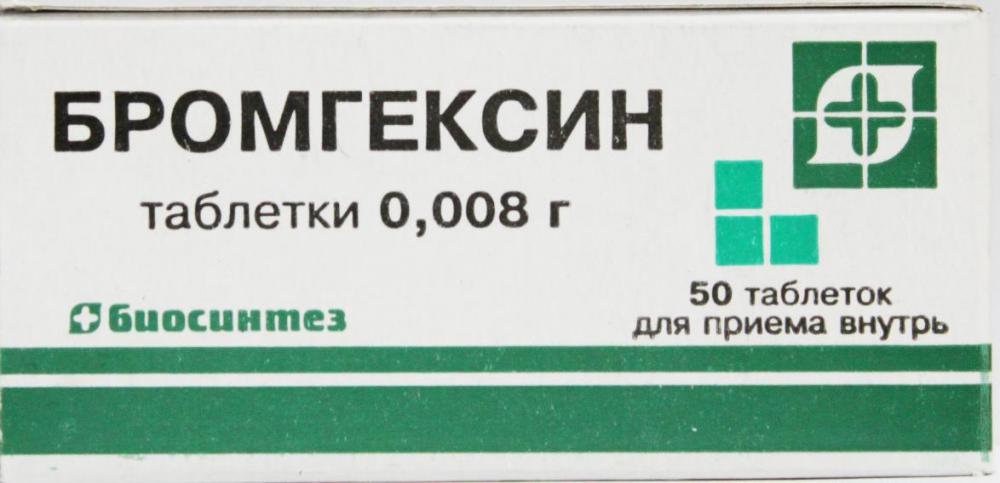 БРОМГЕКСИН
таблетки 0,008 г
биосинтез
50 таблеток
для приема внутрь